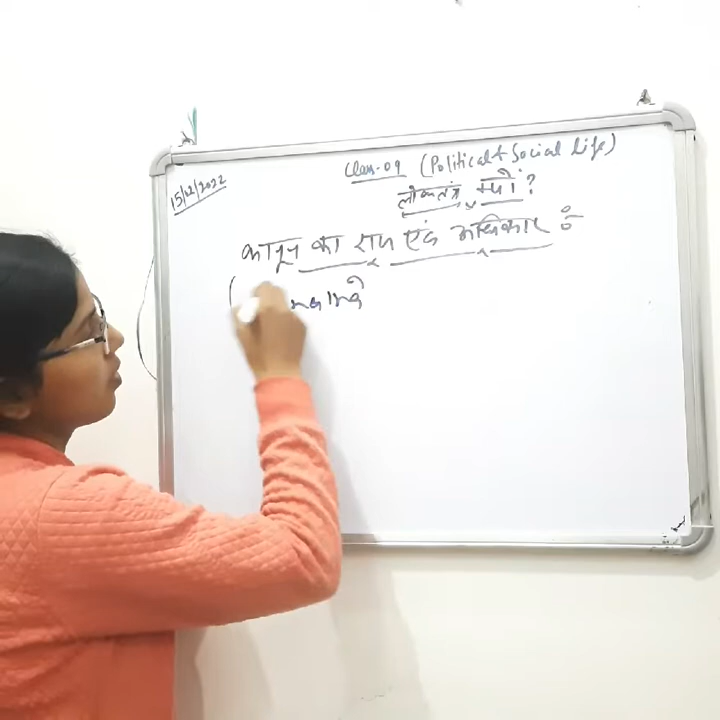 15/12/2022
Class-09 (Political & Social life)
लोकतंत्र क्यों?
कानून का राज एवं अधिकार :-
(